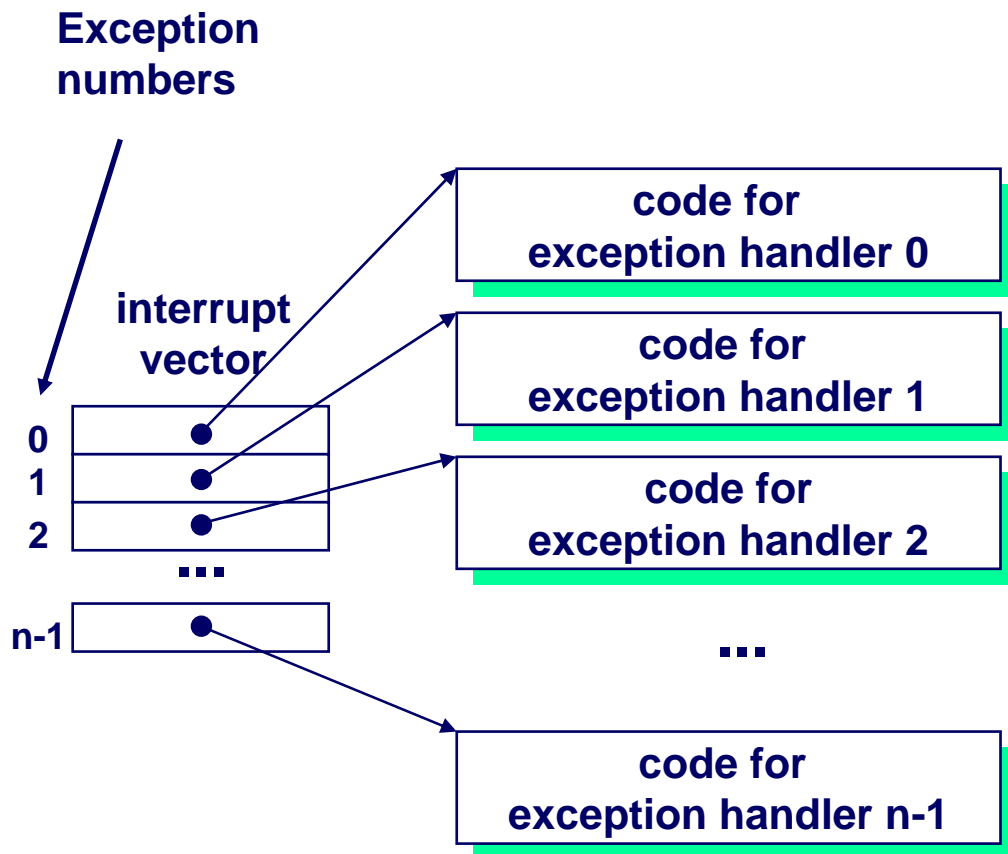 Exception
numbers
code for
exception handler 0
interrupt
vector
code for
exception handler 1
0
1
2
code for
exception handler 2
...
n-1
...
code for
exception handler n-1